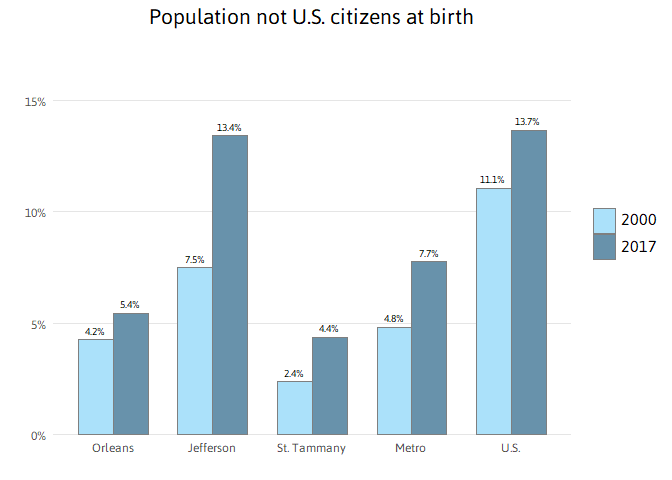 Population not U.S. citizens at birth
15%
10%
5%
0%
4.2%
5.4%
7.5%
13.4%
2.4%
4.4%
4.8%
7.7%
11.1%
13.7%
Orleans
Jefferson
St. Tammany
Metro
U.S.
2000
2017